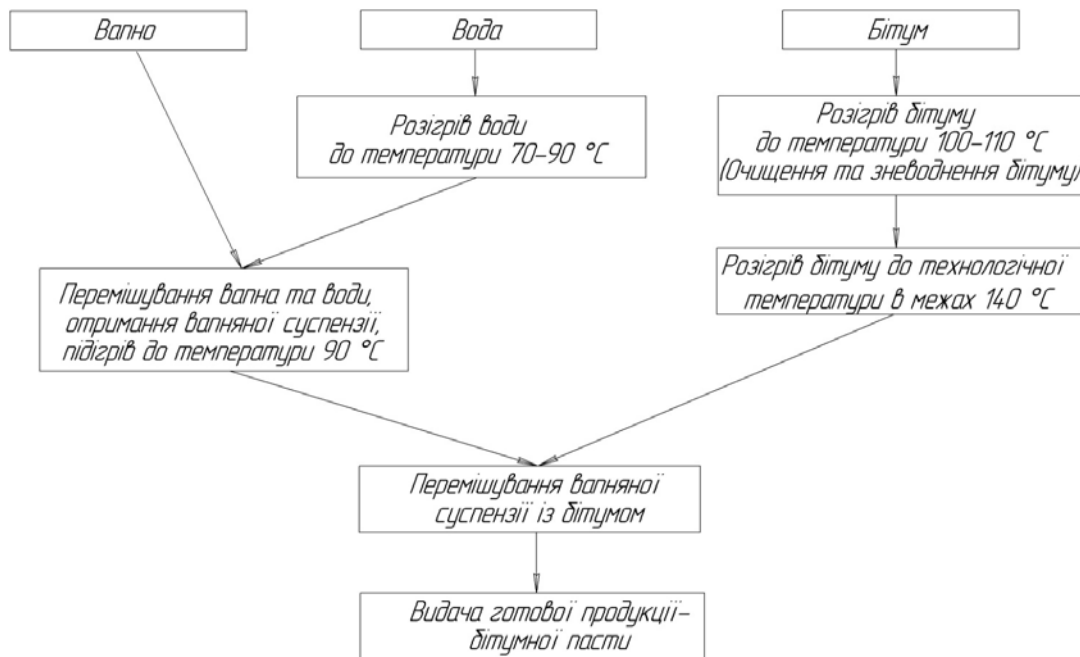 Вапно
Вода
Бітум
Розігрів води
до температури 70–90 °С
Розігрів бітуму
до температури 100–110 °С
(Очищення та зневоднення бітуму)
Перемішування вапна та води,
отримання вапняної суспензії,
підігрів до температури 90 °С
Розігрів бітуму до технологічної
температури в межах 140 °С
Перемішування вапняної
суспензії із бітумом
Видача готової продукції–
бітумної пасти